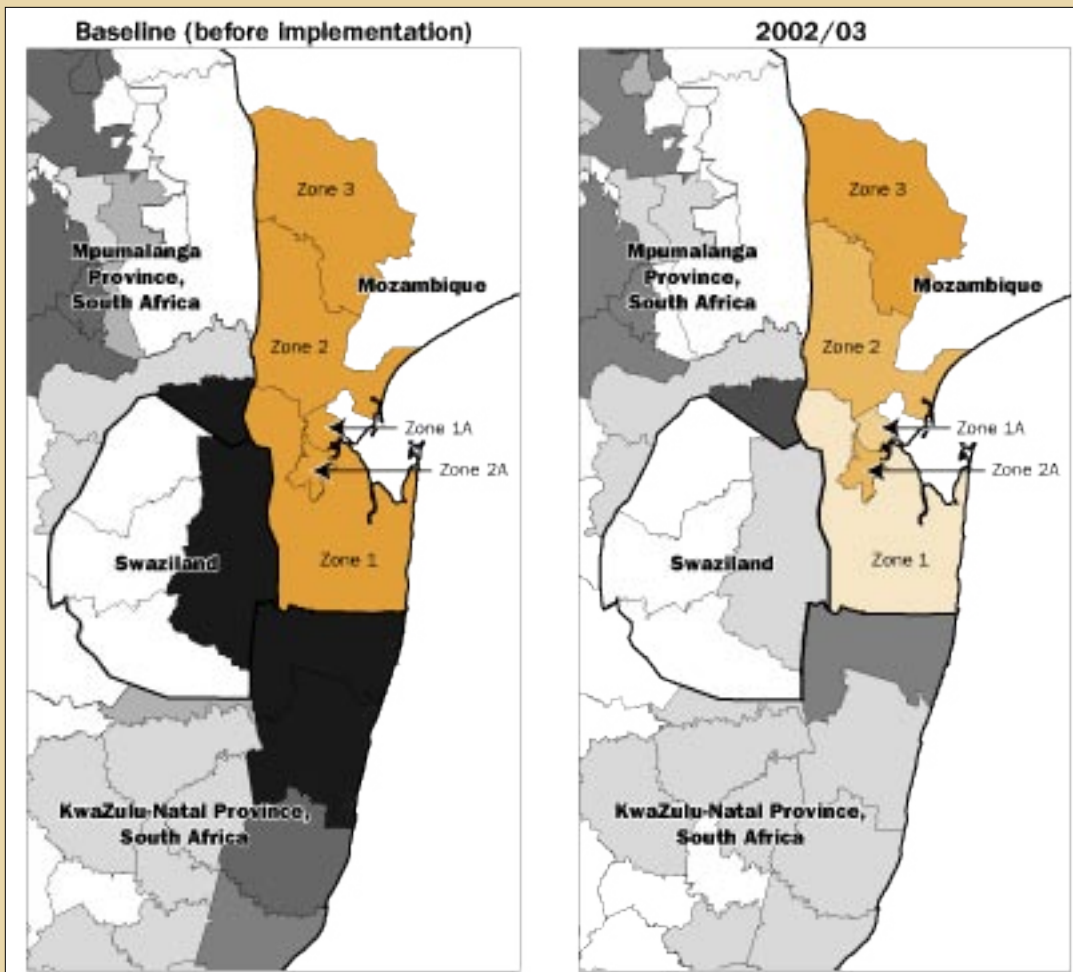 Baseline (before implementation)
Zone 3
Mpumalanga
Province,
South Africa
Mozambique
Zone 2
Zone 1A
Zone 2A
Swaziland
Zone 1
KwaZulu-Natal Province,
South Africa
2002/03
Zone 3
Mpumalanga
Province,
South Africa
Mozambique
Zone 2
Zone 1A
Zone 2A
Swaziland
Zone 1
KwaZulu-Natal Province,
South Africa